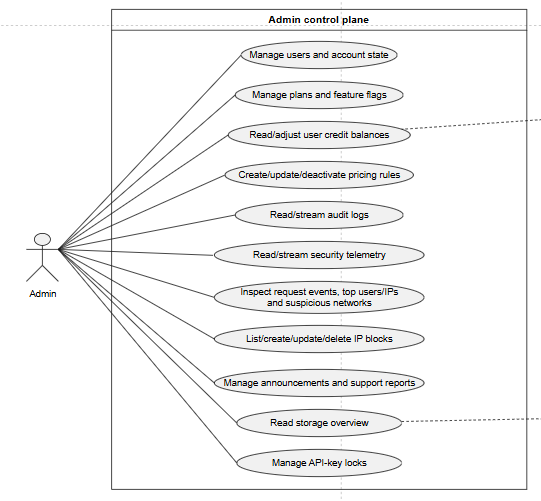 Admin control plane
Manage users and account state
Manage plans and feature flags
Read/adjust user credit balances
Create/update/deactivate pricing rules
Read/stream audit logs
Read/stream security telemetry
Admin
Inspect request events, top users/IPs
and suspicious networks
List/create/update/delete IP blocks
Manage announcements and support reports
Read storage overview
Manage API-key locks